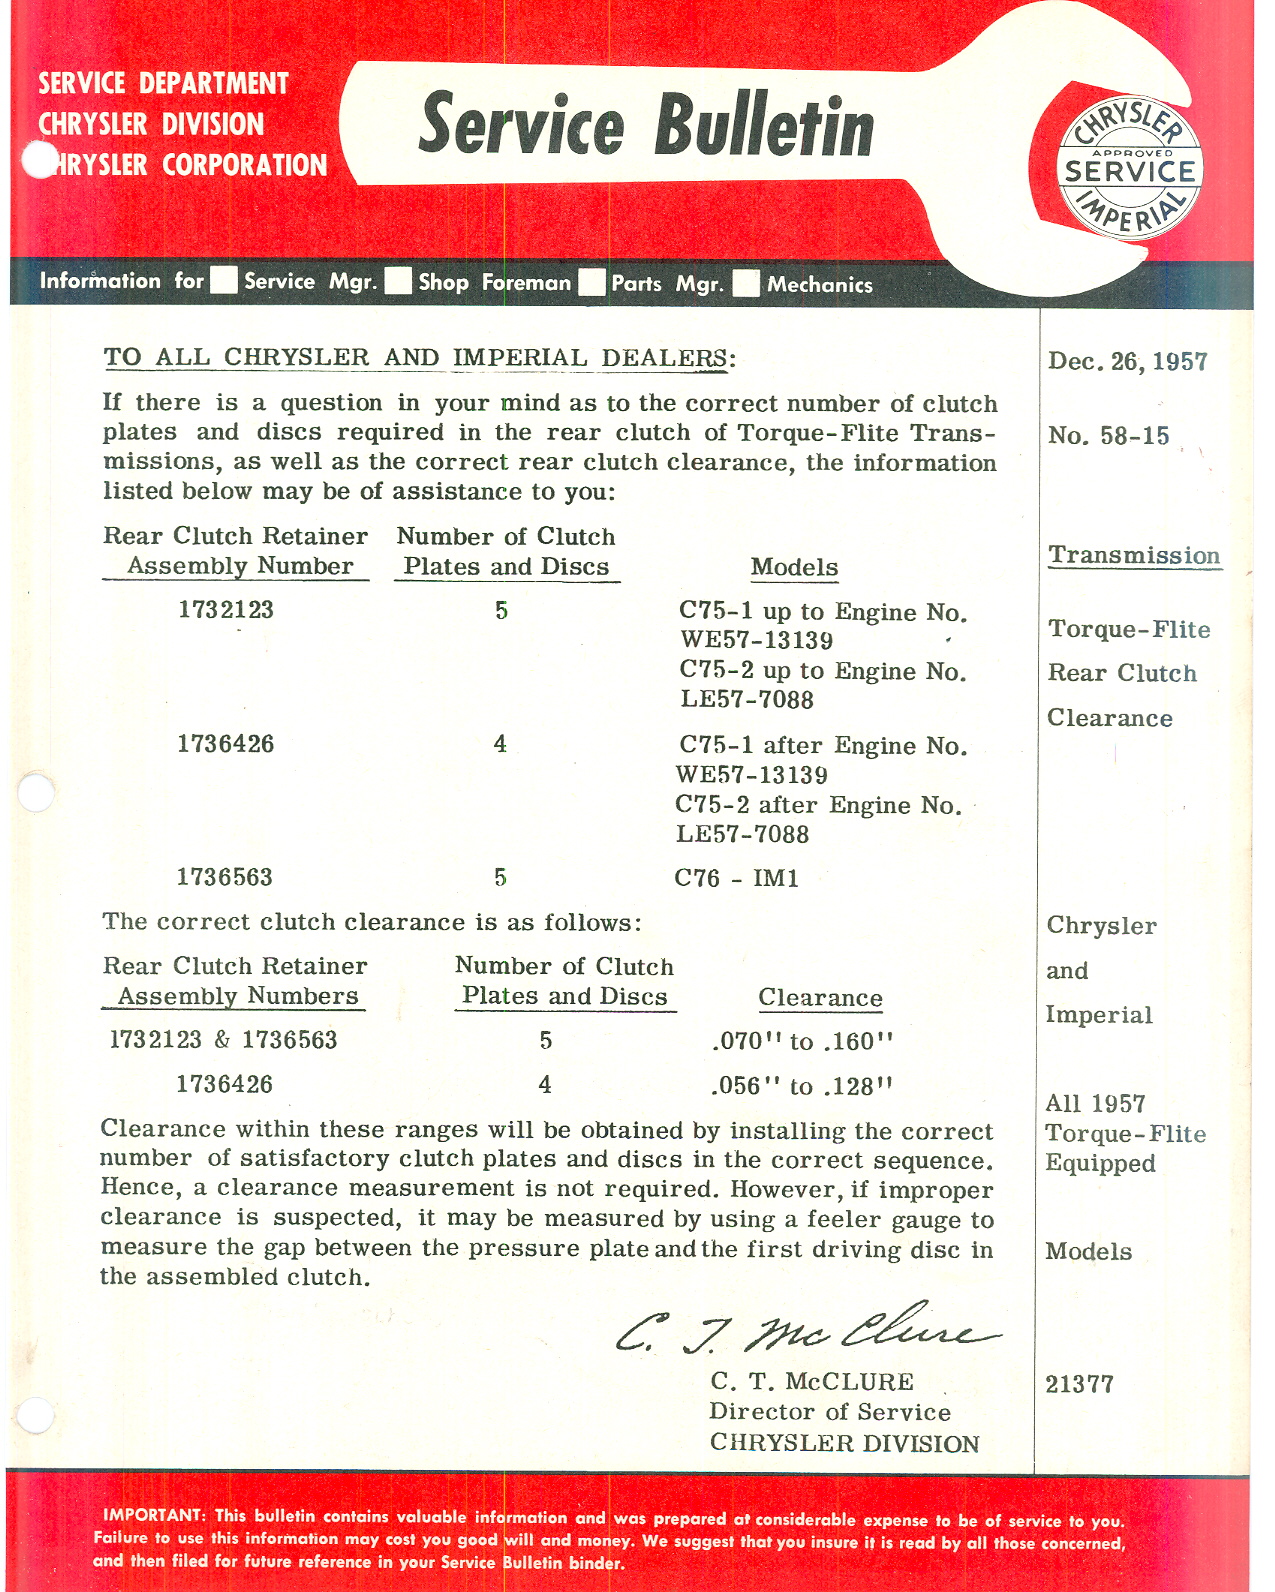 SERVICE DEPARTMENT
CHRYSLER DIVISION
HRYSLER CORPORATION
Service Bulletin
CHRYSLER
APPROVED
SERVICE
IMPERIAL
Information for Service Mgr. Shop Foreman Parts Mgr. Mechanics
TO ALL CHRYSLER AND IMPERIAL DEALERS:
If there is a question in your mind as to the correct number of clutch
plates and discs required in the rear clutch of Torque-Flite Trans-
missions, as well as the correct rear clutch clearance, the information
listed below may be of assistance to you:
Rear Clutch Retainer Number of Clutch
Assembly Number Plates and Discs Models
1732123 5 C75-1 up to Engine No.
WE57-13139
C75-2 up to Engine No.
LE57-7088
1736426 4 C75-1 after Engine No.
WE57-13139
C75-2 after Engine No.
LE57-7088
1736563 5 C76 - IM1
The correct clutch clearance is as follows:
Rear Clutch Retainer Number of Clutch
Assembly Numbers Plates and Discs Clearance
1732123 & 1736563 5 .070" to .160"
1736426 4 .056" to .128"
Clearance within these ranges will be obtained by installing the correct
number of satisfactory clutch plates and discs in the correct sequence.
Hence, a clearance measurement is not required. However, if improper
clearance is suspected, it may be measured by using a feeler gauge to
measure the gap between the pressure plate and the first driving disc in
the assembled clutch.
C. T. McClure
C. T. McCLURE
Director of Service
CHRYSLER DIVISION
Dec. 26, 1957
No. 58-15
Transmission
Torque-Flite
Rear Clutch
Clearance
Chrysler
and
Imperial
All 1957
Torque-Flite
Equipped
Models
21377
IMPORTANT: This bulletin contains valuable information and was prepared at considerable expense to be of service to you.
Failure to use this information may cost you good will and money. We suggest that you insure it is read by all those concerned,
and then filed for future reference in your Service Bulletin binder.